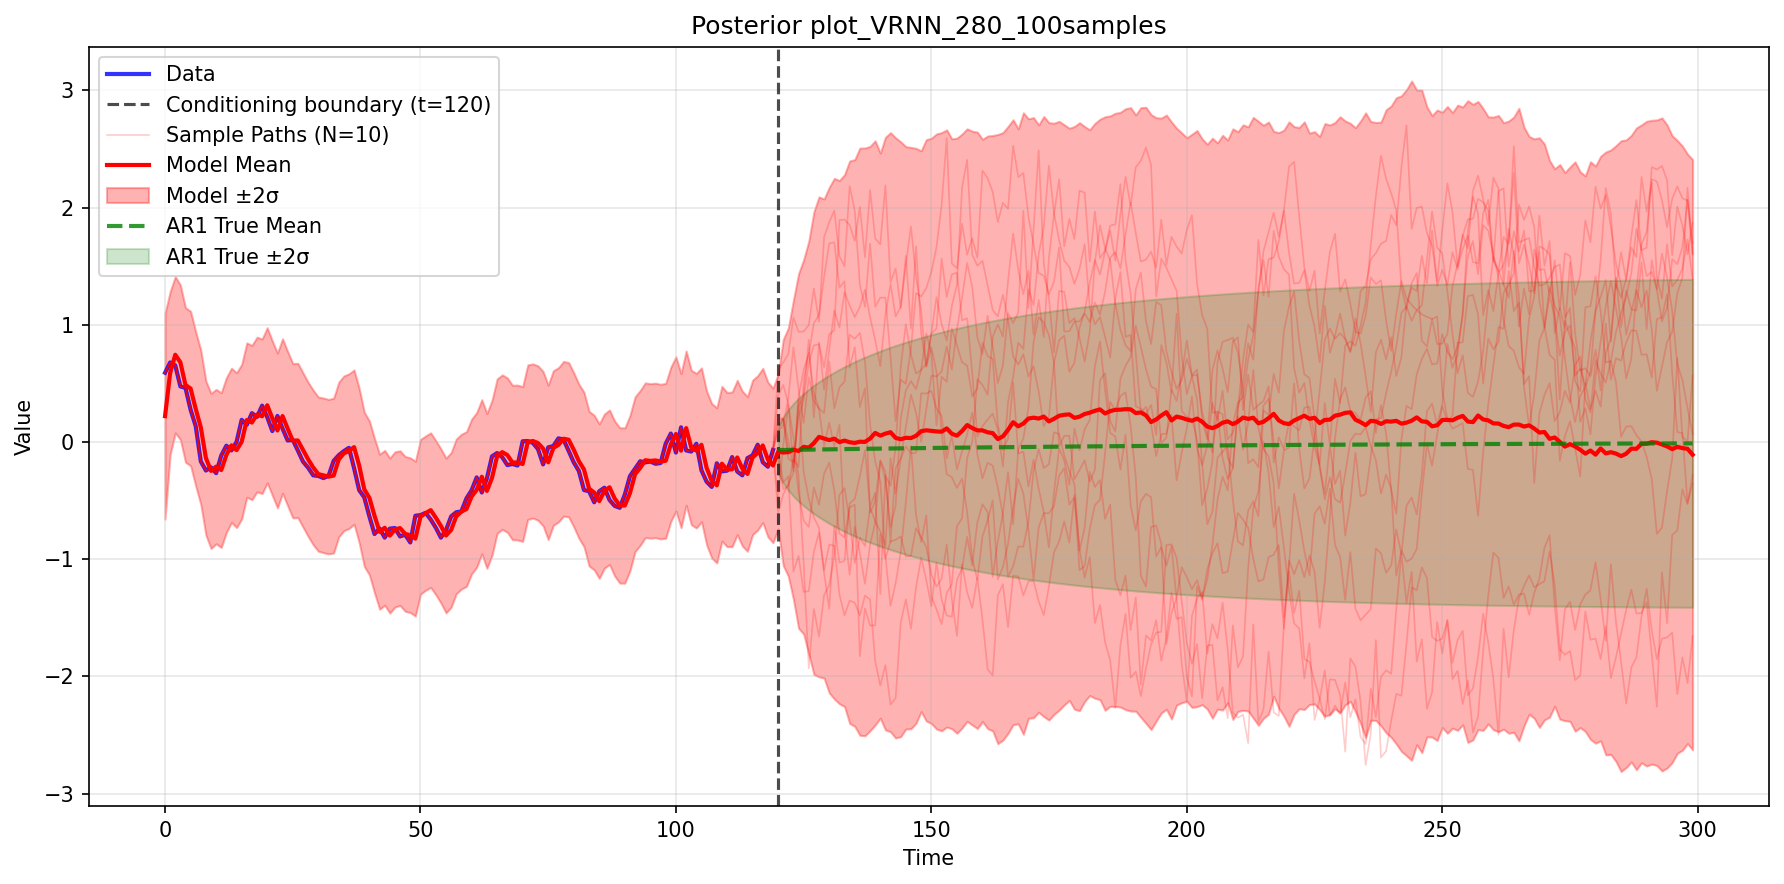 Posterior plot_VRNN_280_100samples
Data
Conditioning boundary (t=120)
Sample Paths (N=10)
Model Mean
Model ±2σ
AR1 True Mean
AR1 True ±2σ
Value
3
2
1
0
−1
−2
−3
0 50 100 150 200 250 300
Time